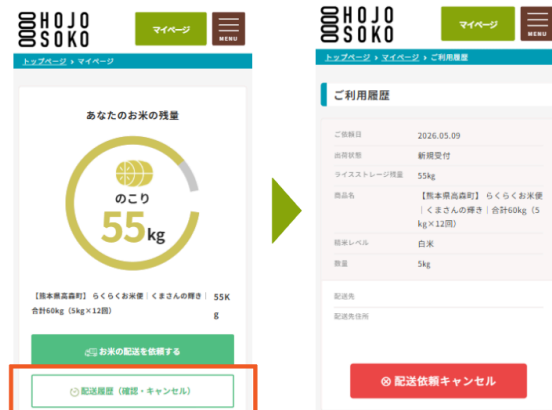 HOJO
SOKO
マイページ
MENU
トップページ › マイページ
あなたのお米の残量
のこり
55kg
【熊本県高森町】 らくらくお米便｜くまさんの輝き｜合計60kg（5kg×12回）
55Kg
お米の配送を依頼する
配送履歴（確認・キャンセル）
HOJO
SOKO
マイページ
MENU
トップページ › マイページ › ご利用履歴
ご利用履歴
ご依頼日 2026.05.09
出荷状態 新規受付
ライスストレージ残量 55kg
商品名 【熊本県高森町】 らくらくお米便
｜くまさんの輝き｜合計60kg（5
kg×12回）
精米レベル 白米
数量 5kg
配送先
配送先住所
⊗ 配送依頼キャンセル